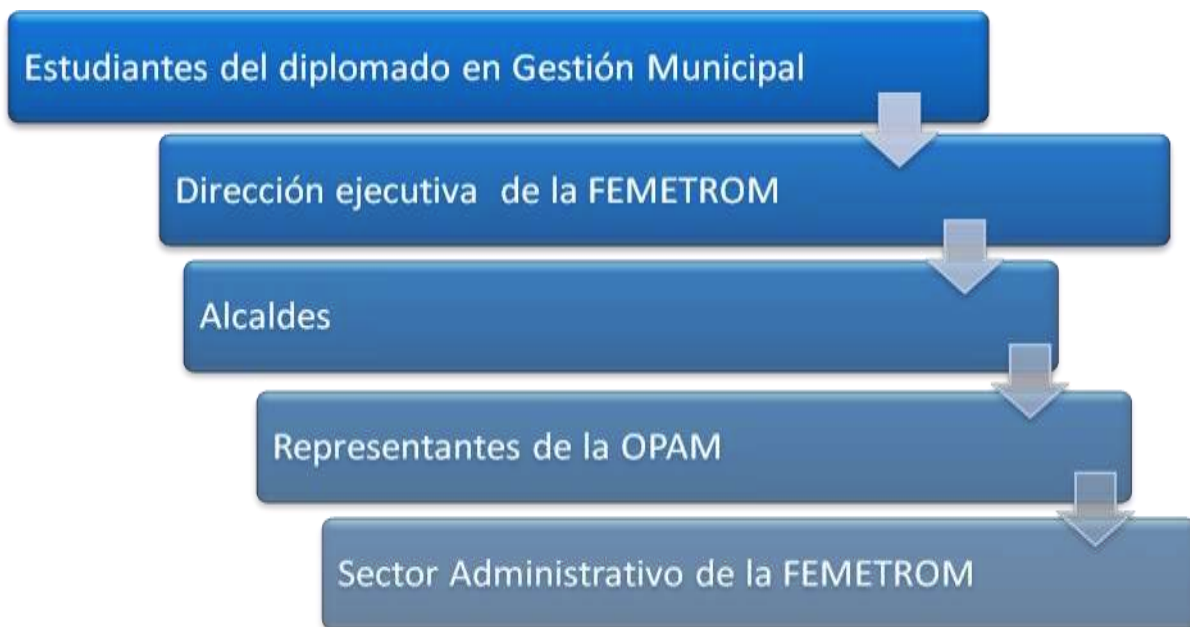 Estudiantes del diplomado en Gestión Municipal
Dirección ejecutiva  de la FEMETROM
Alcaldes
Representantes de la OPAM
Sector Administrativo de la FEMETROM